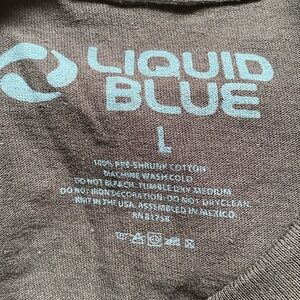 LIQUID
BLUE
L
100% PRE-SHRUNK COTTON
MACHINE WASH COLD
DO NOT BLEACH. TUMBLE DRY MEDIUM
DO NOT IRON DECORATION. DO NOT DRYCLEAN.
KNIT IN THE USA. ASSEMBLED IN MEXICO.
RN 81758